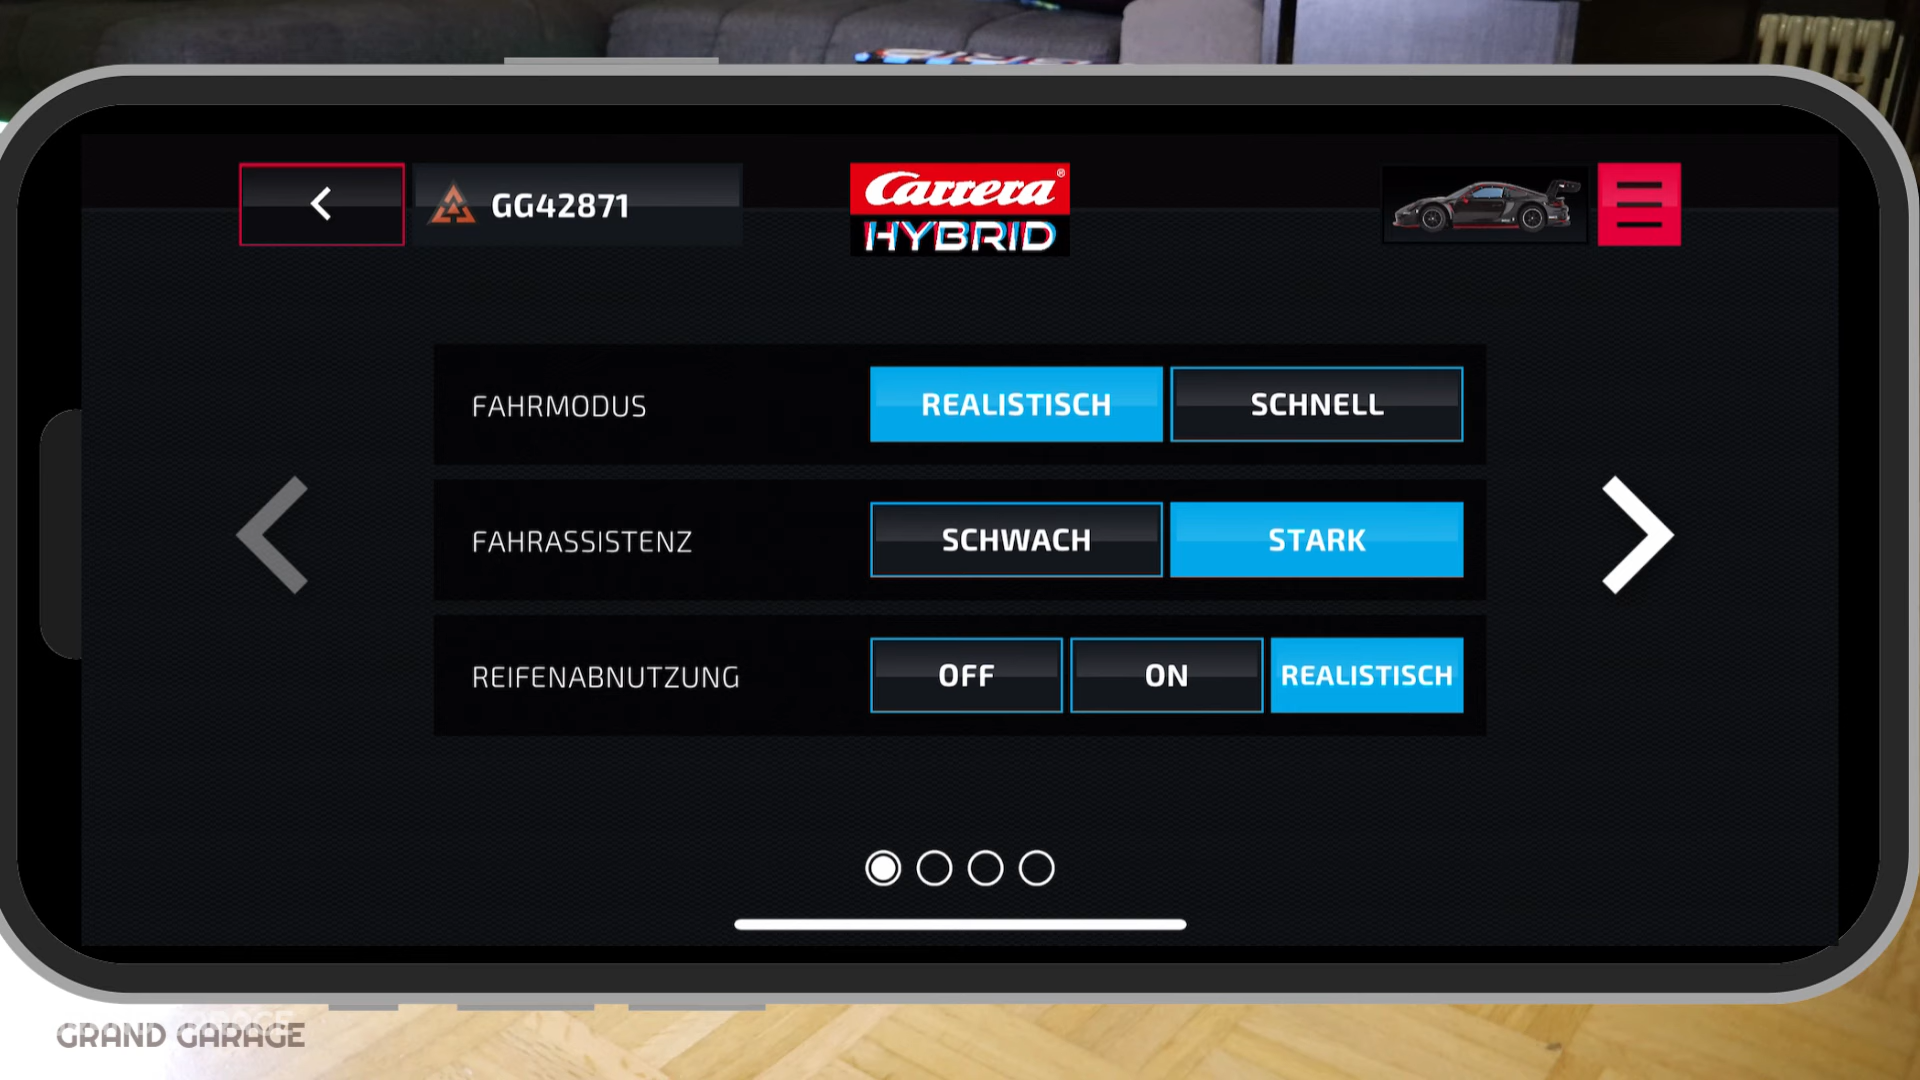 GG42871
Carrera®
HYBRID
FAHRMODUS
REALISTISCH
SCHNELL
FAHRASSISTENZ
SCHWACH
STARK
REIFENABNUTZUNG
OFF
ON
REALISTISCH
GRAND GARAGE